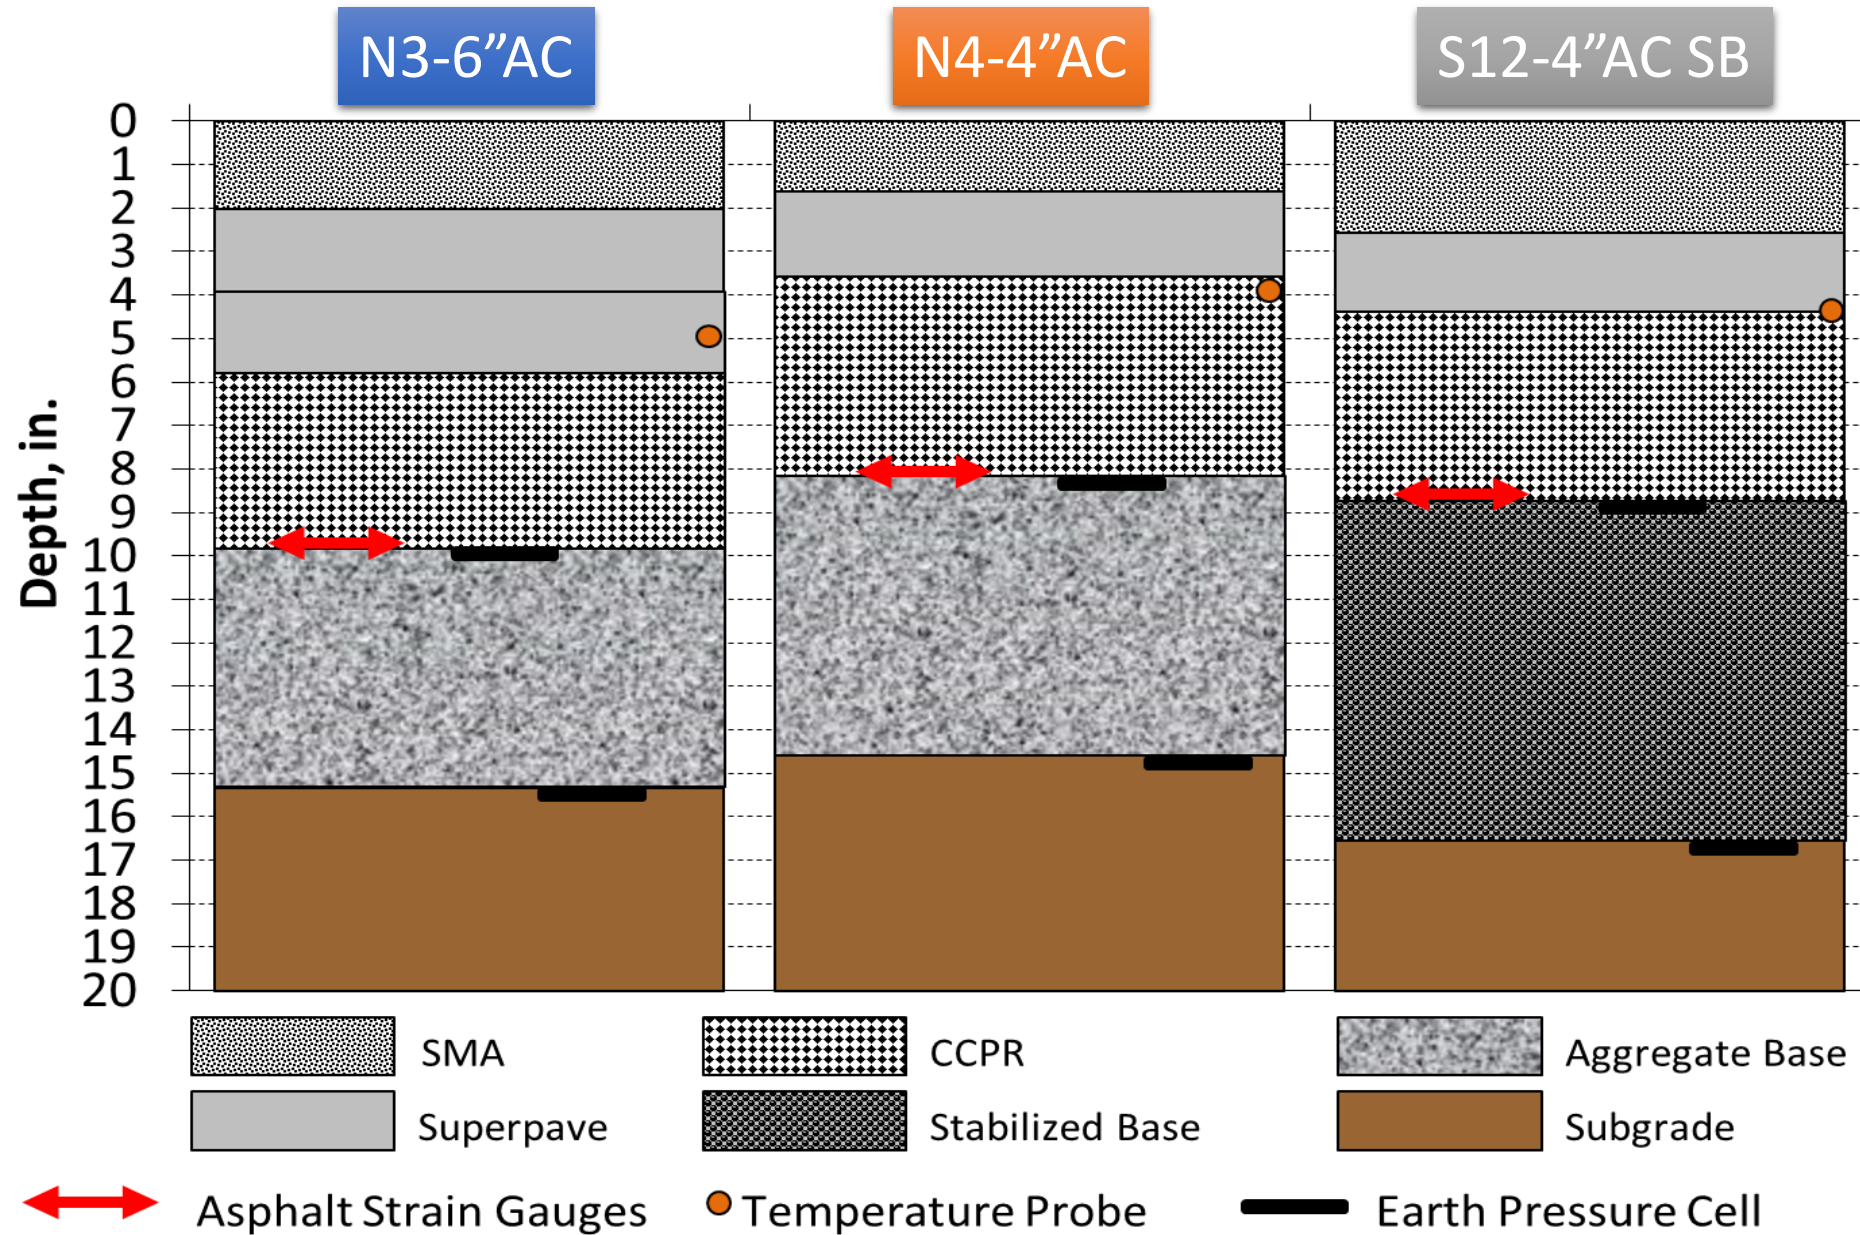 N3-6”AC
N4-4”AC
S12-4”AC SB
Depth, in.
0
1
2
3
4
5
6
7
8
9
10
11
12
13
14
15
16
17
18
19
20
SMA
CCPR
Aggregate Base
Superpave
Stabilized Base
Subgrade
Asphalt Strain Gauges
Temperature Probe
Earth Pressure Cell